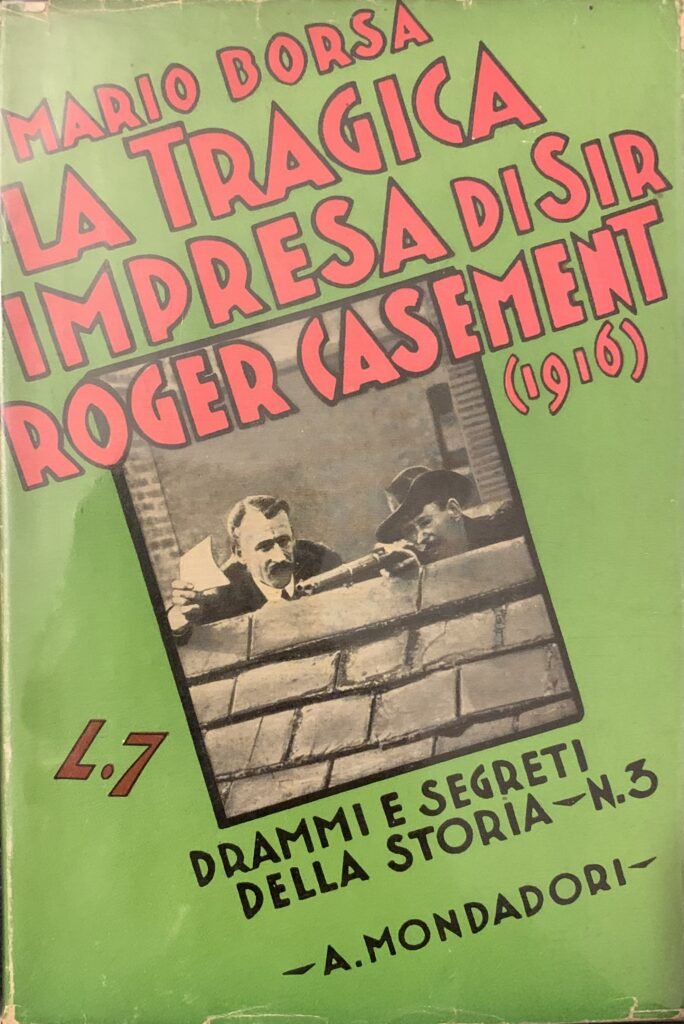 MARIO BORSA
LA TRAGICA
IMPRESA DI SIR
ROGER CASEMENT
(1916)
L.7
DRAMMI E SEGRETI
DELLA STORIA — N.3
— A. MONDADORI —